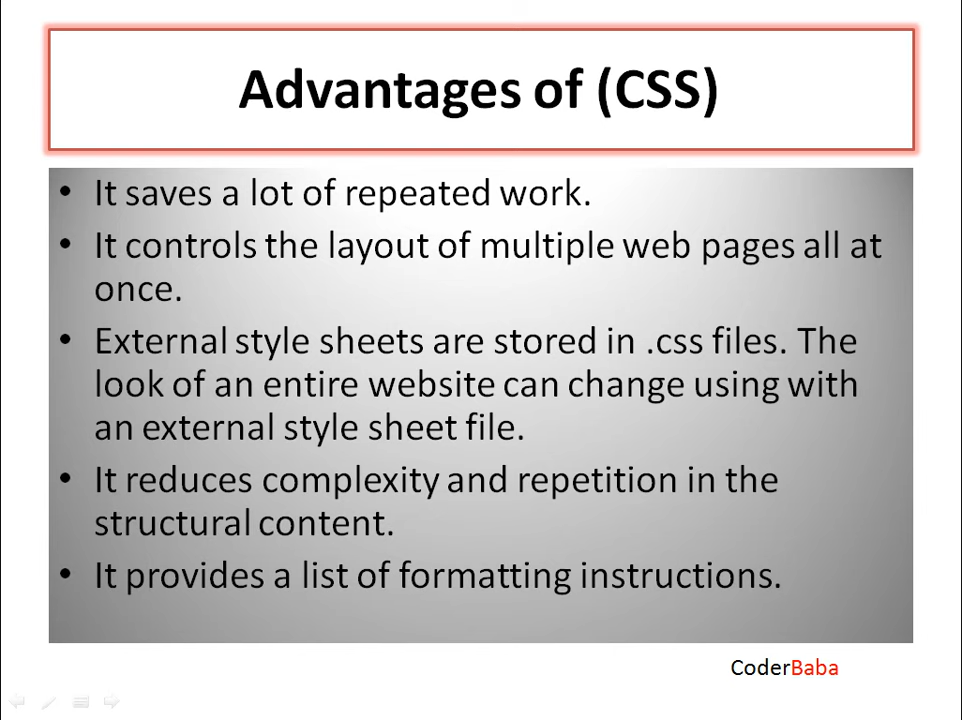 Advantages of (CSS)
• It saves a lot of repeated work.
• It controls the layout of multiple web pages all at
once.
• External style sheets are stored in .css files. The
look of an entire website can change using with
an external style sheet file.
• It reduces complexity and repetition in the
structural content.
• It provides a list of formatting instructions.
CoderBaba